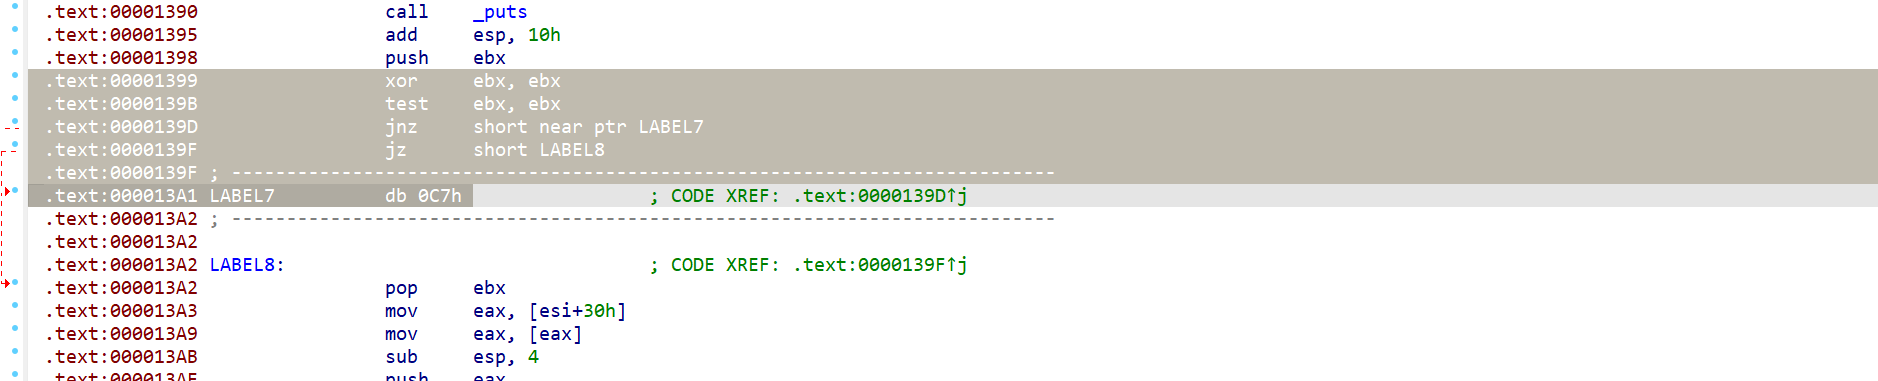 .text:00001390 call _puts
.text:00001395 add esp, 10h
.text:00001398 push ebx
.text:00001399 xor ebx, ebx
.text:0000139B test ebx, ebx
.text:0000139D jnz short near ptr LABEL7
.text:0000139F jz short LABEL8
.text:0000139F ; ---------------------------------------------------------------------------
.text:000013A1 LABEL7 db 0C7h ; CODE XREF: .text:0000139D↑j
.text:000013A2 ; ---------------------------------------------------------------------------
.text:000013A2
.text:000013A2 LABEL8: ; CODE XREF: .text:0000139F↑j
.text:000013A2 pop ebx
.text:000013A3 mov eax, [esi+30h]
.text:000013A9 mov eax, [eax]
.text:000013AB sub esp, 4
.text:000013AE push eax